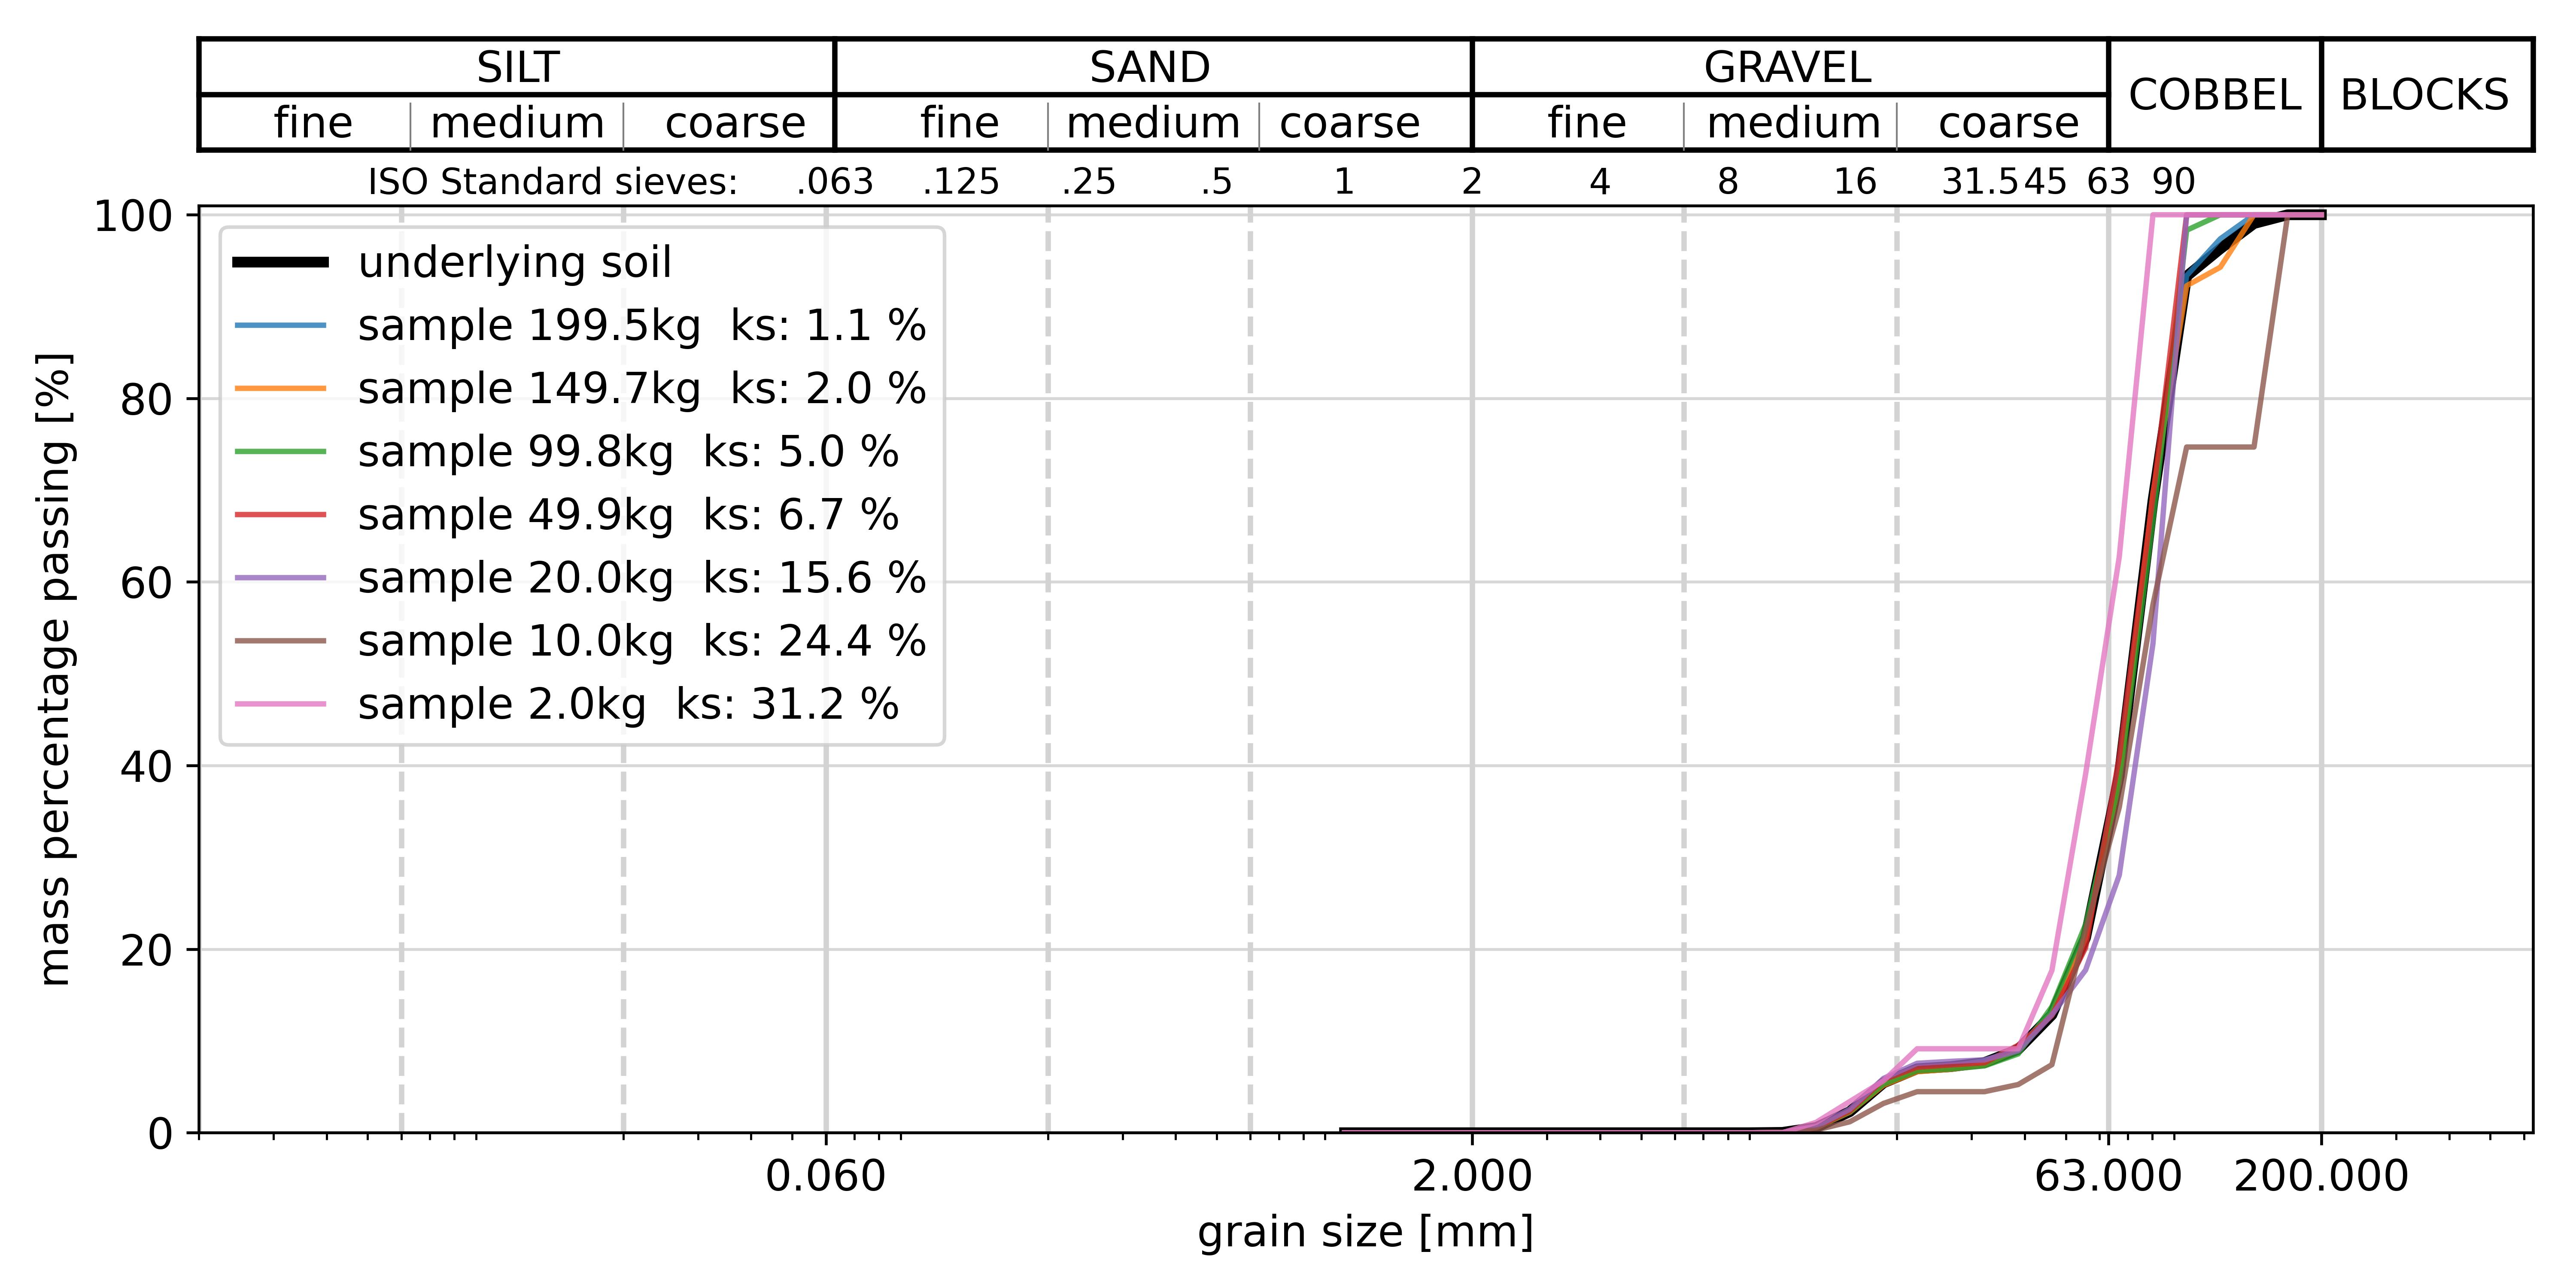 SILT SAND GRAVEL COBBEL BLOCKS
fine medium coarse fine medium coarse fine medium coarse
ISO Standard sieves: .063 .125 .25 .5 1 2 4 8 16 31.5 45 63 90
100
80
60
40
20
0
mass percentage passing [%]
underlying soil
sample 199.5kg  ks: 1.1 %
sample 149.7kg  ks: 2.0 %
sample 99.8kg  ks: 5.0 %
sample 49.9kg  ks: 6.7 %
sample 20.0kg  ks: 15.6 %
sample 10.0kg  ks: 24.4 %
sample 2.0kg  ks: 31.2 %
0.060 2.000 63.000 200.000
grain size [mm]